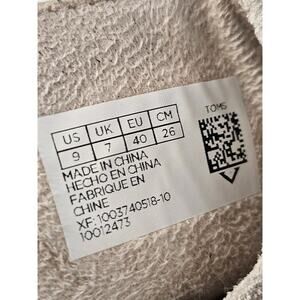 US UK EU CM
9 7 40 26
TOMS
MADE IN CHINA
HECHO EN CHINA
FABRIQUE EN
CHINE
XF: 1003740518-10
10012473